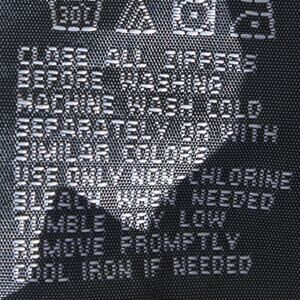 30
CLOSE ALL ZIPPERS
BEFORE WASHING
MACHINE WASH COLD
SEPARATELY OR WITH
SIMILAR COLORS
USE ONLY NON CHLORINE
BLEACH WHEN NEEDED
TUMBLE DRY LOW
REMOVE PROMPTLY
COOL IRON IF NEEDED